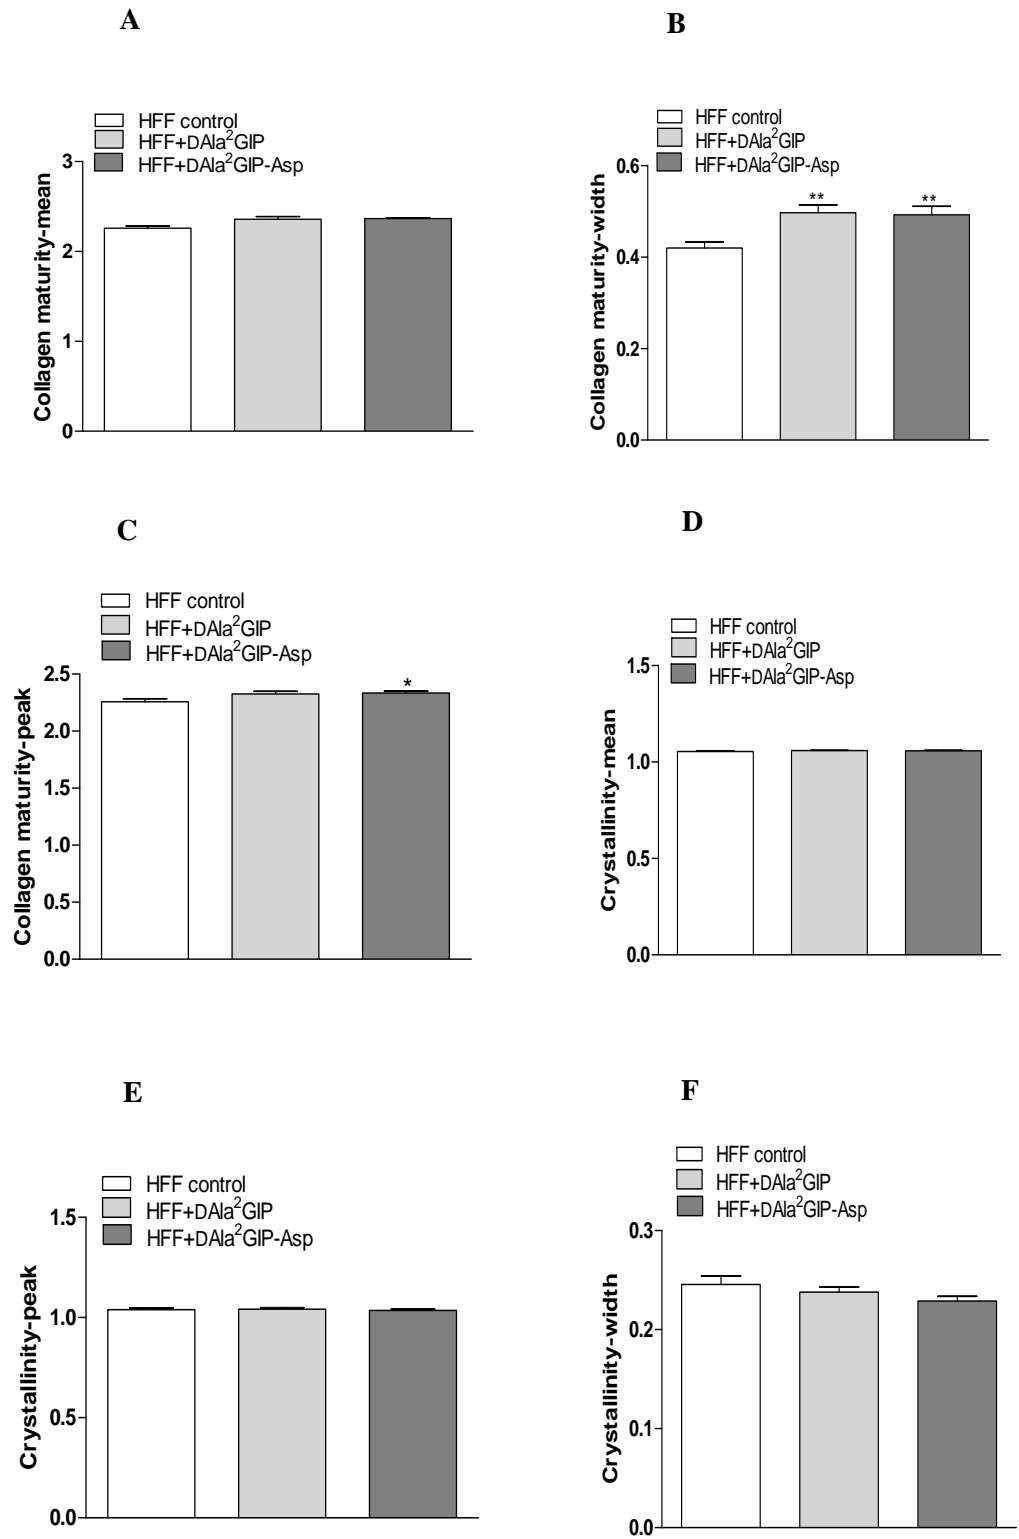 A
HFF control
HFF+DAla²GIP
HFF+DAla²GIP-Asp
Collagen maturity-mean
3
2
1
0
B
HFF control
HFF+DAla²GIP
HFF+DAla²GIP-Asp
Collagen maturity-width
0.6
0.4
0.2
0.0
**
**
C
HFF control
HFF+DAla²GIP
HFF+DAla²GIP-Asp
Collagen maturity-peak
2.5
2.0
1.5
1.0
0.5
0.0
*
D
HFF control
HFF+DAla²GIP
HFF+DAla²GIP-Asp
Crystallinity-mean
1.5
1.0
0.5
0.0
E
HFF control
HFF+DAla²GIP
HFF+DAla²GIP-Asp
Crystallinity-peak
1.5
1.0
0.5
0.0
F
HFF control
HFF+DAla²GIP
HFF+DAla²GIP-Asp
Crystallinity-width
0.3
0.2
0.1
0.0